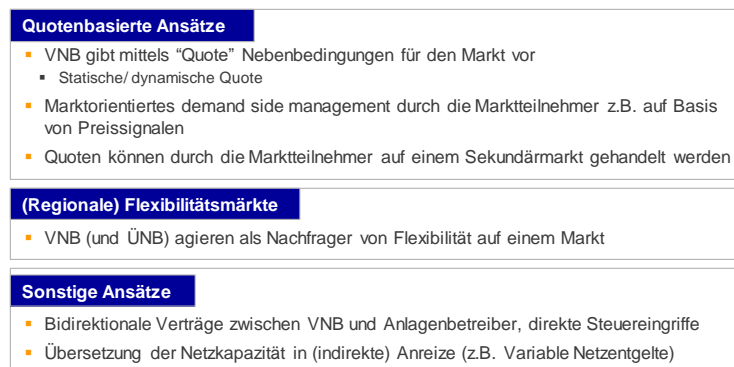 Quotenbasierte Ansätze
VNB gibt mittels “Quote” Nebenbedingungen für den Markt vor
Statische/ dynamische Quote
Marktorientiertes demand side management durch die Marktteilnehmer z.B. auf Basis
von Preissignalen
Quoten können durch die Marktteilnehmer auf einem Sekundärmarkt gehandelt werden
(Regionale) Flexibilitätsmärkte
VNB (und ÜNB) agieren als Nachfrager von Flexibilität auf einem Markt
Sonstige Ansätze
Bidirektionale Verträge zwischen VNB und Anlagenbetreiber, direkte Steuereingriffe
Übersetzung der Netzkapazität in (indirekte) Anreize (z.B. Variable Netzentgelte)